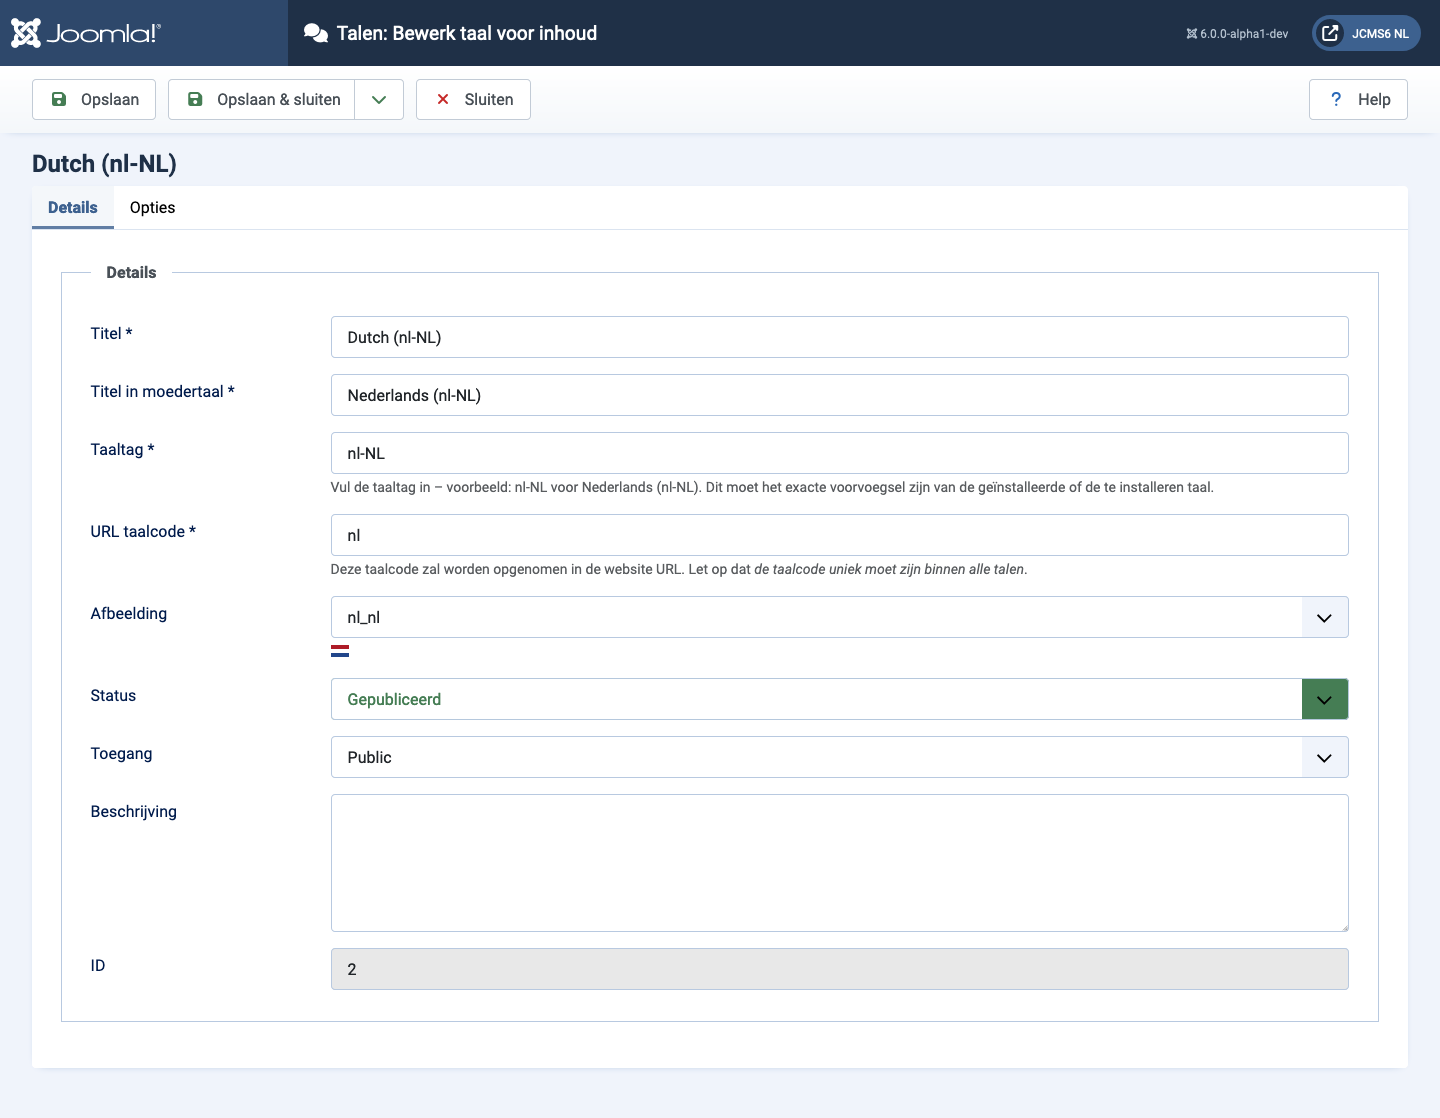 Joomla!®
Talen: Bewerk taal voor inhoud
6.0.0-alpha1-dev
JCMS6 NL
Opslaan
Opslaan & sluiten
Sluiten
? Help
Dutch (nl-NL)
Details
Opties
Details
Titel *
Dutch (nl-NL)
Titel in moedertaal *
Nederlands (nl-NL)
Taaltag *
nl-NL
Vul de taaltag in – voorbeeld: nl-NL voor Nederlands (nl-NL). Dit moet het exacte voorvoegsel zijn van de geïnstalleerde of de te installeren taal.
URL taalcode *
nl
Deze taalcode zal worden opgenomen in de website URL. Let op dat de taalcode uniek moet zijn binnen alle talen.
Afbeelding
nl_nl
Status
Gepubliceerd
Toegang
Public
Beschrijving
ID
2